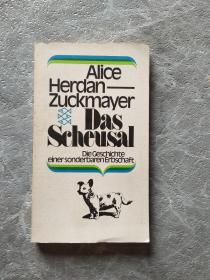 Alice
Herdan—
Zuckmayer
Das
Scheusal
Die Geschichte
einer sonderbaren Erbschaft